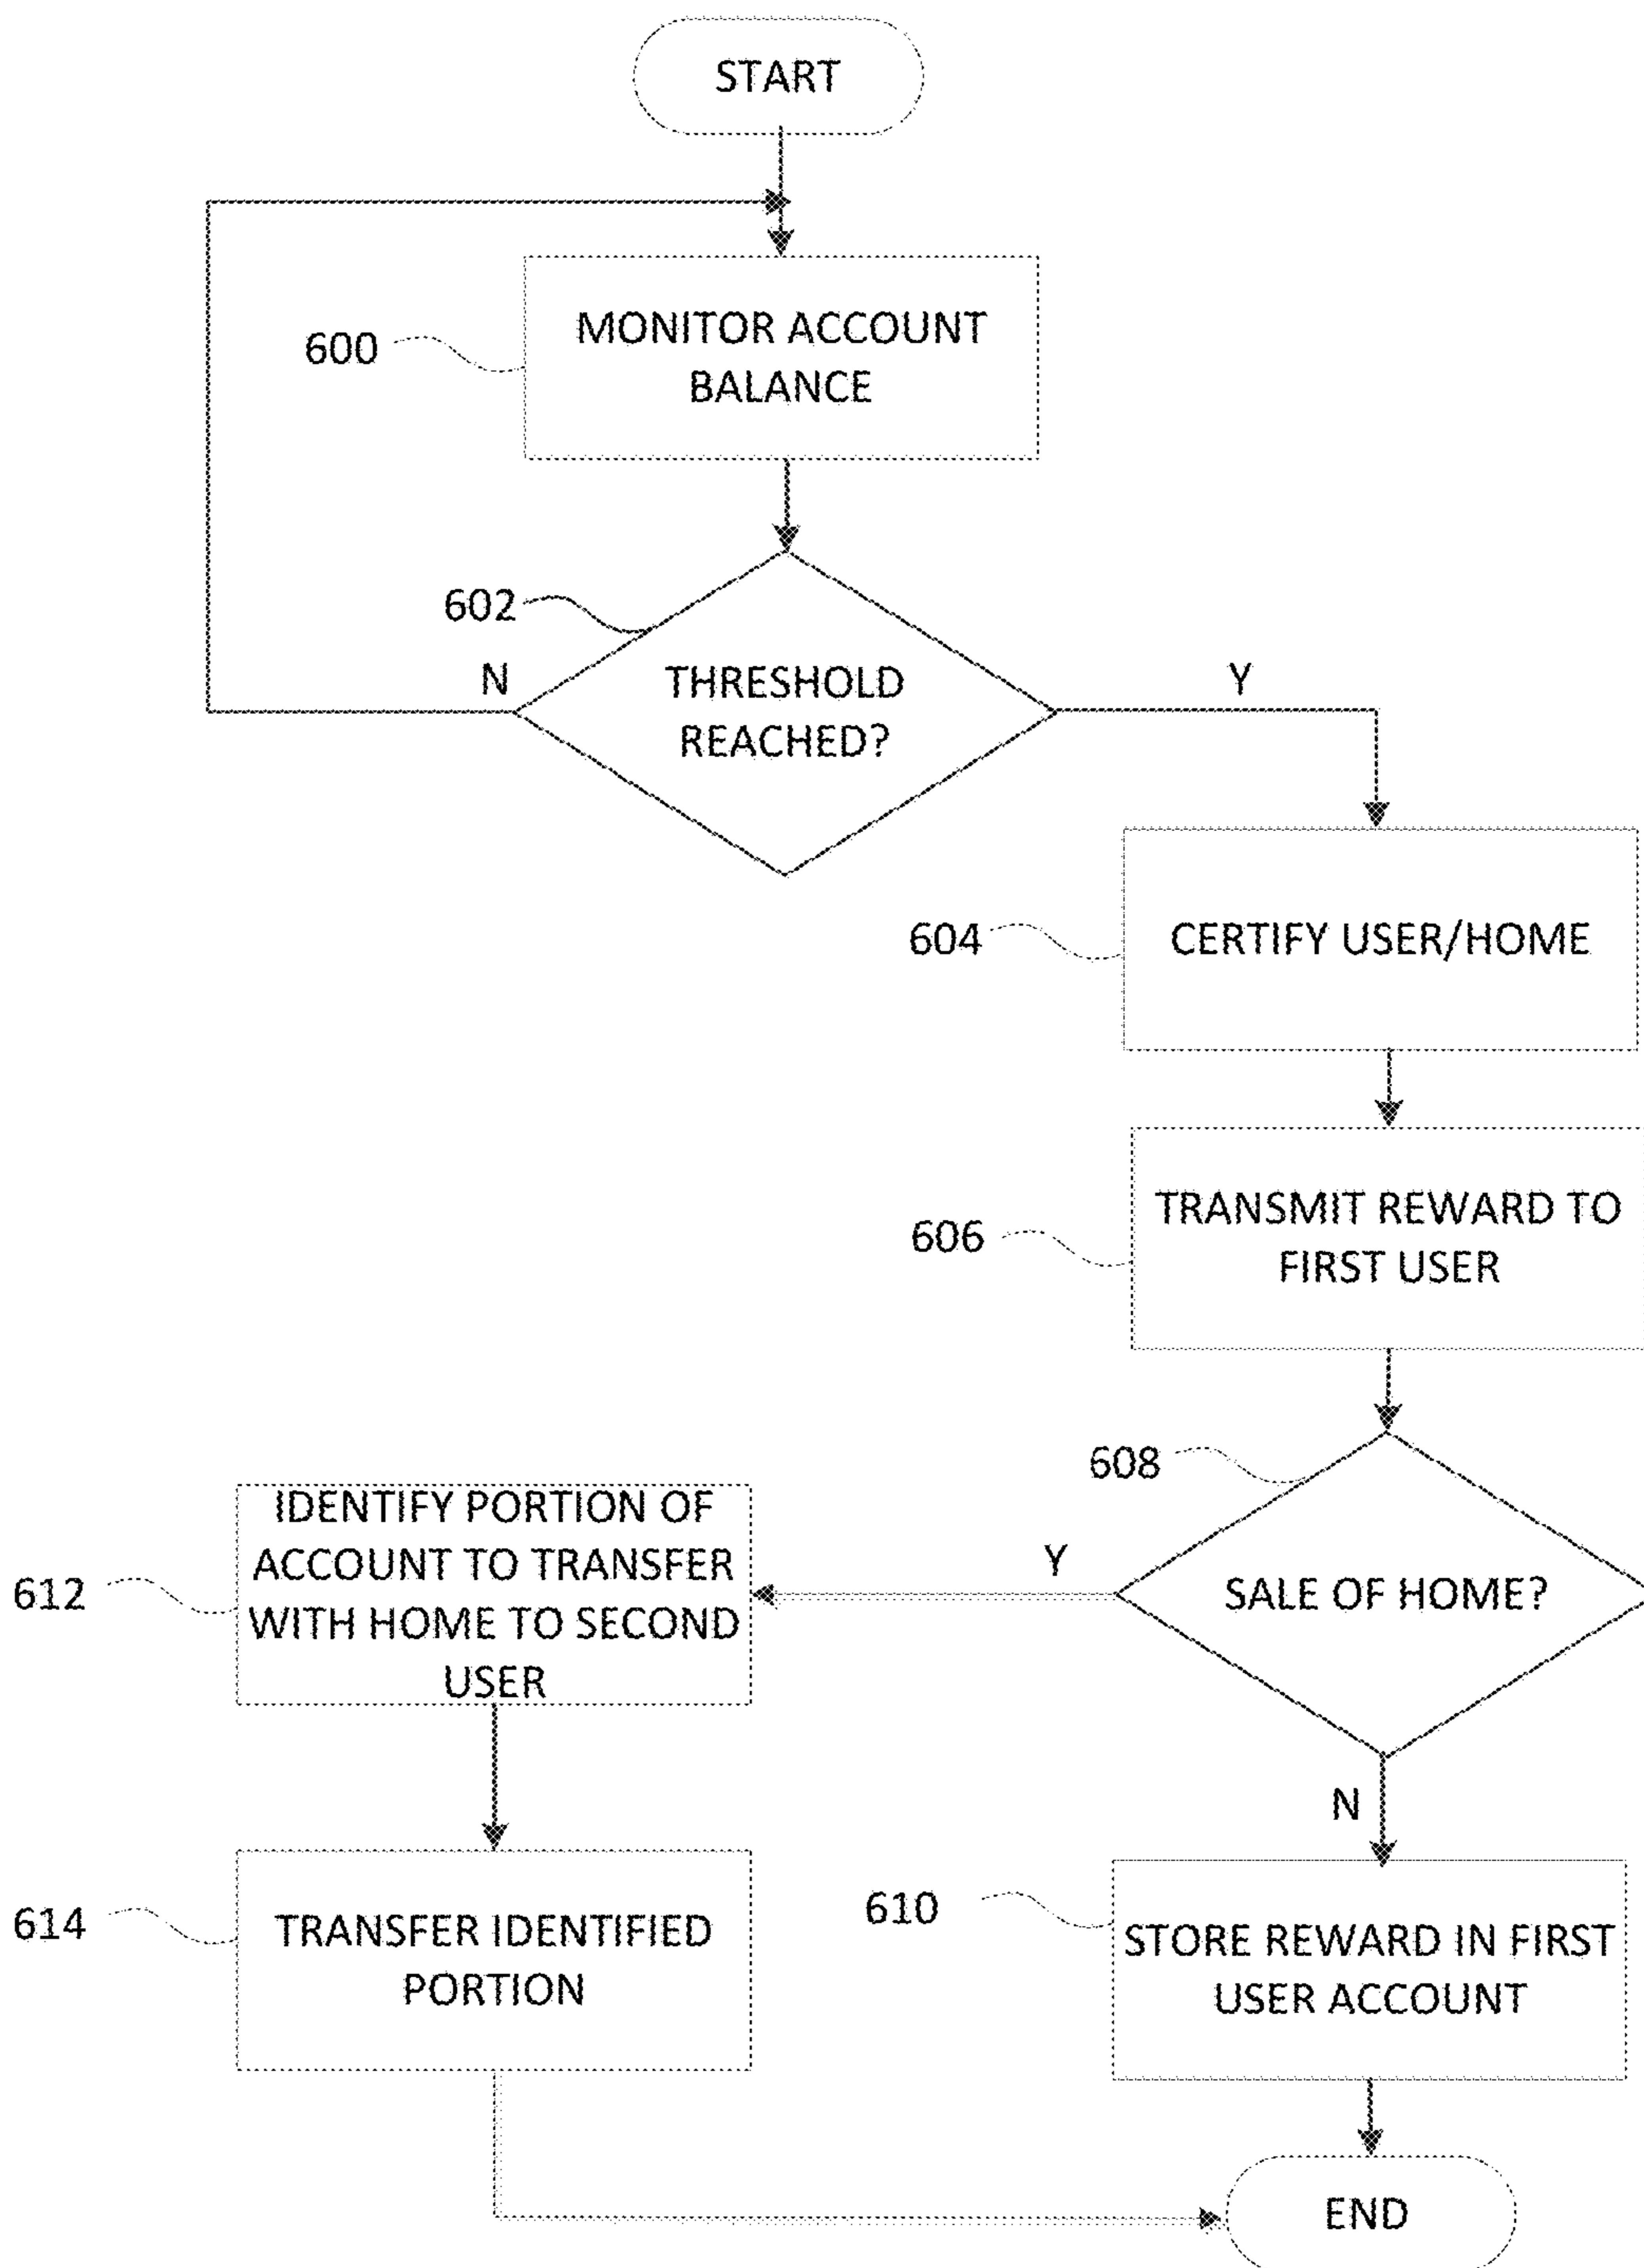 START
600
MONITOR ACCOUNT
BALANCE
602
N
THRESHOLD
REACHED?
Y
604
CERTIFY USER/HOME
606
TRANSMIT REWARD TO
FIRST USER
608
SALE OF HOME?
Y
N
612
IDENTIFY PORTION OF
ACCOUNT TO TRANSFER
WITH HOME TO SECOND
USER
614
TRANSFER IDENTIFIED
PORTION
610
STORE REWARD IN FIRST
USER ACCOUNT
END